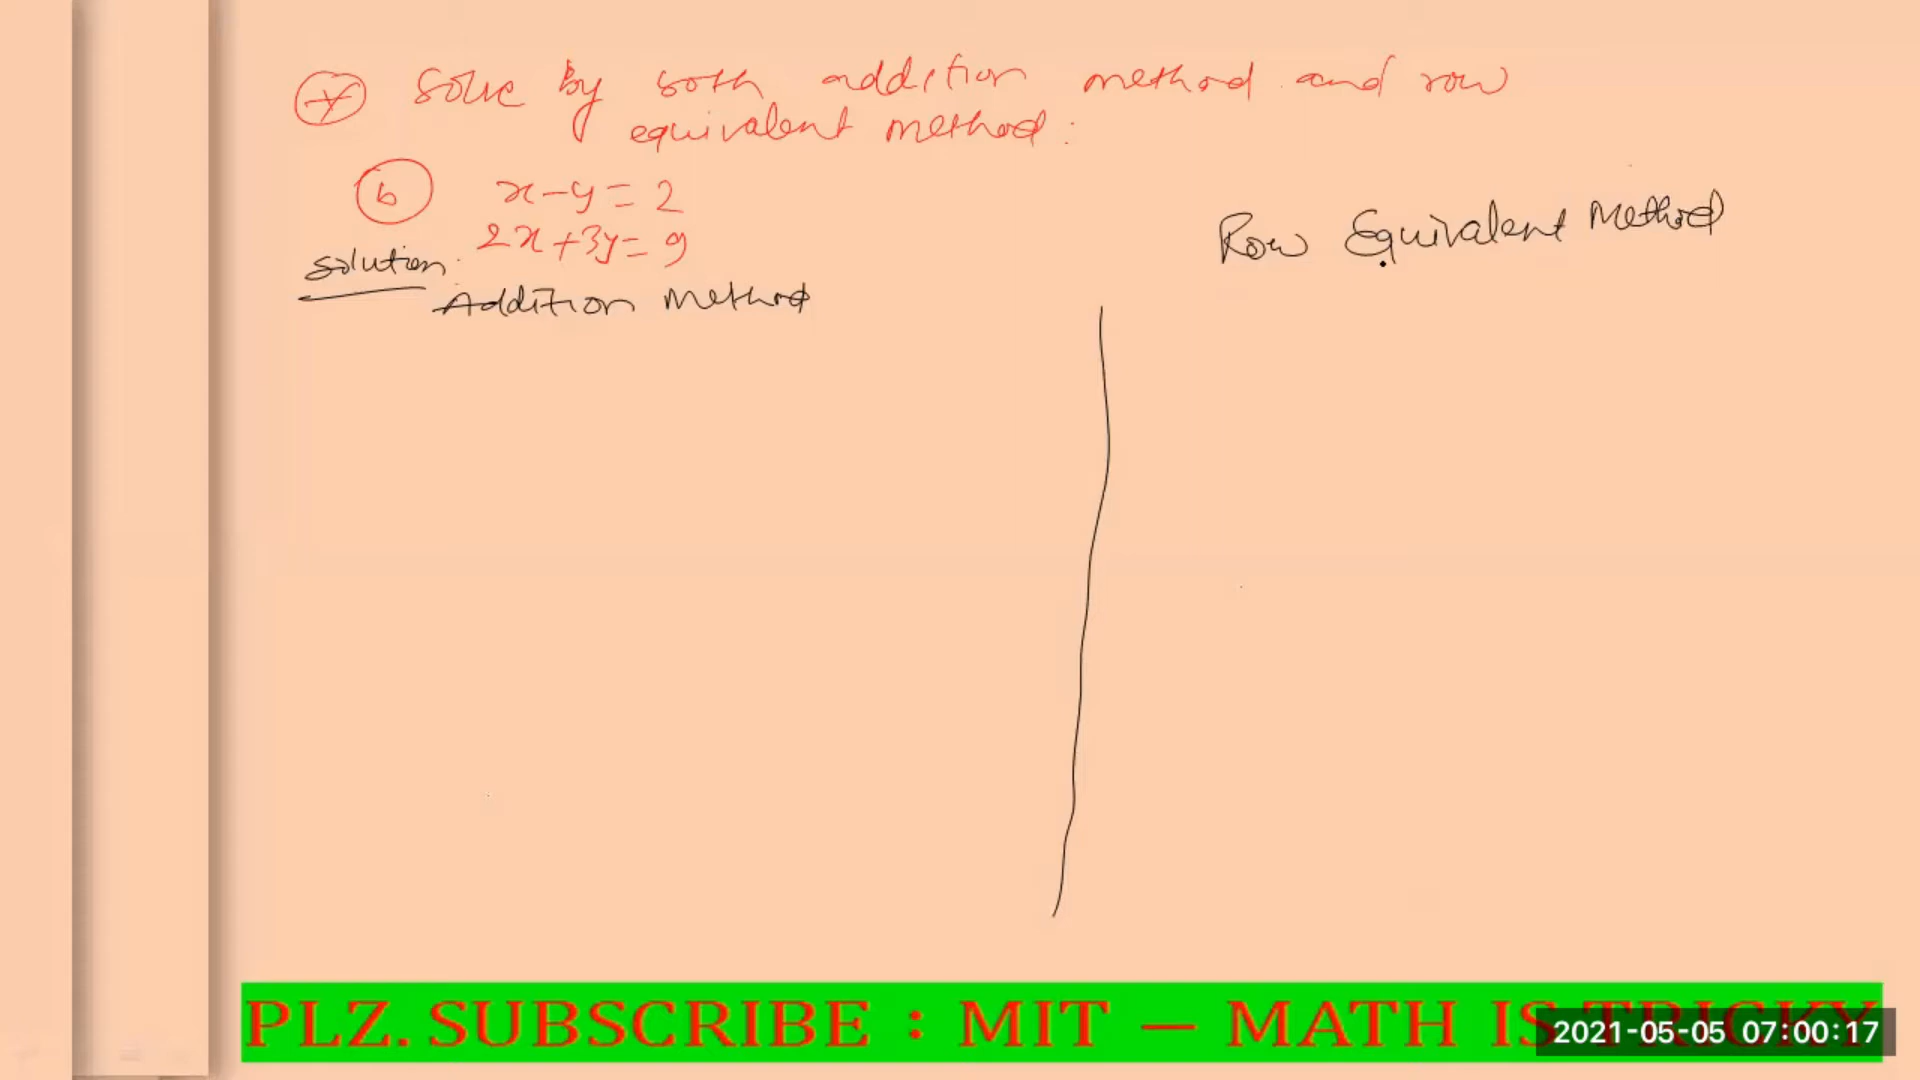 * Solve by both addition method and row
equivalent method:
b x-y=2
2x+3y=9
Solution:
Addition Method
Row Equivalent Method
PLZ. SUBSCRIBE : MIT – MATH IS TRICKY
2021-05-05 07:00:17